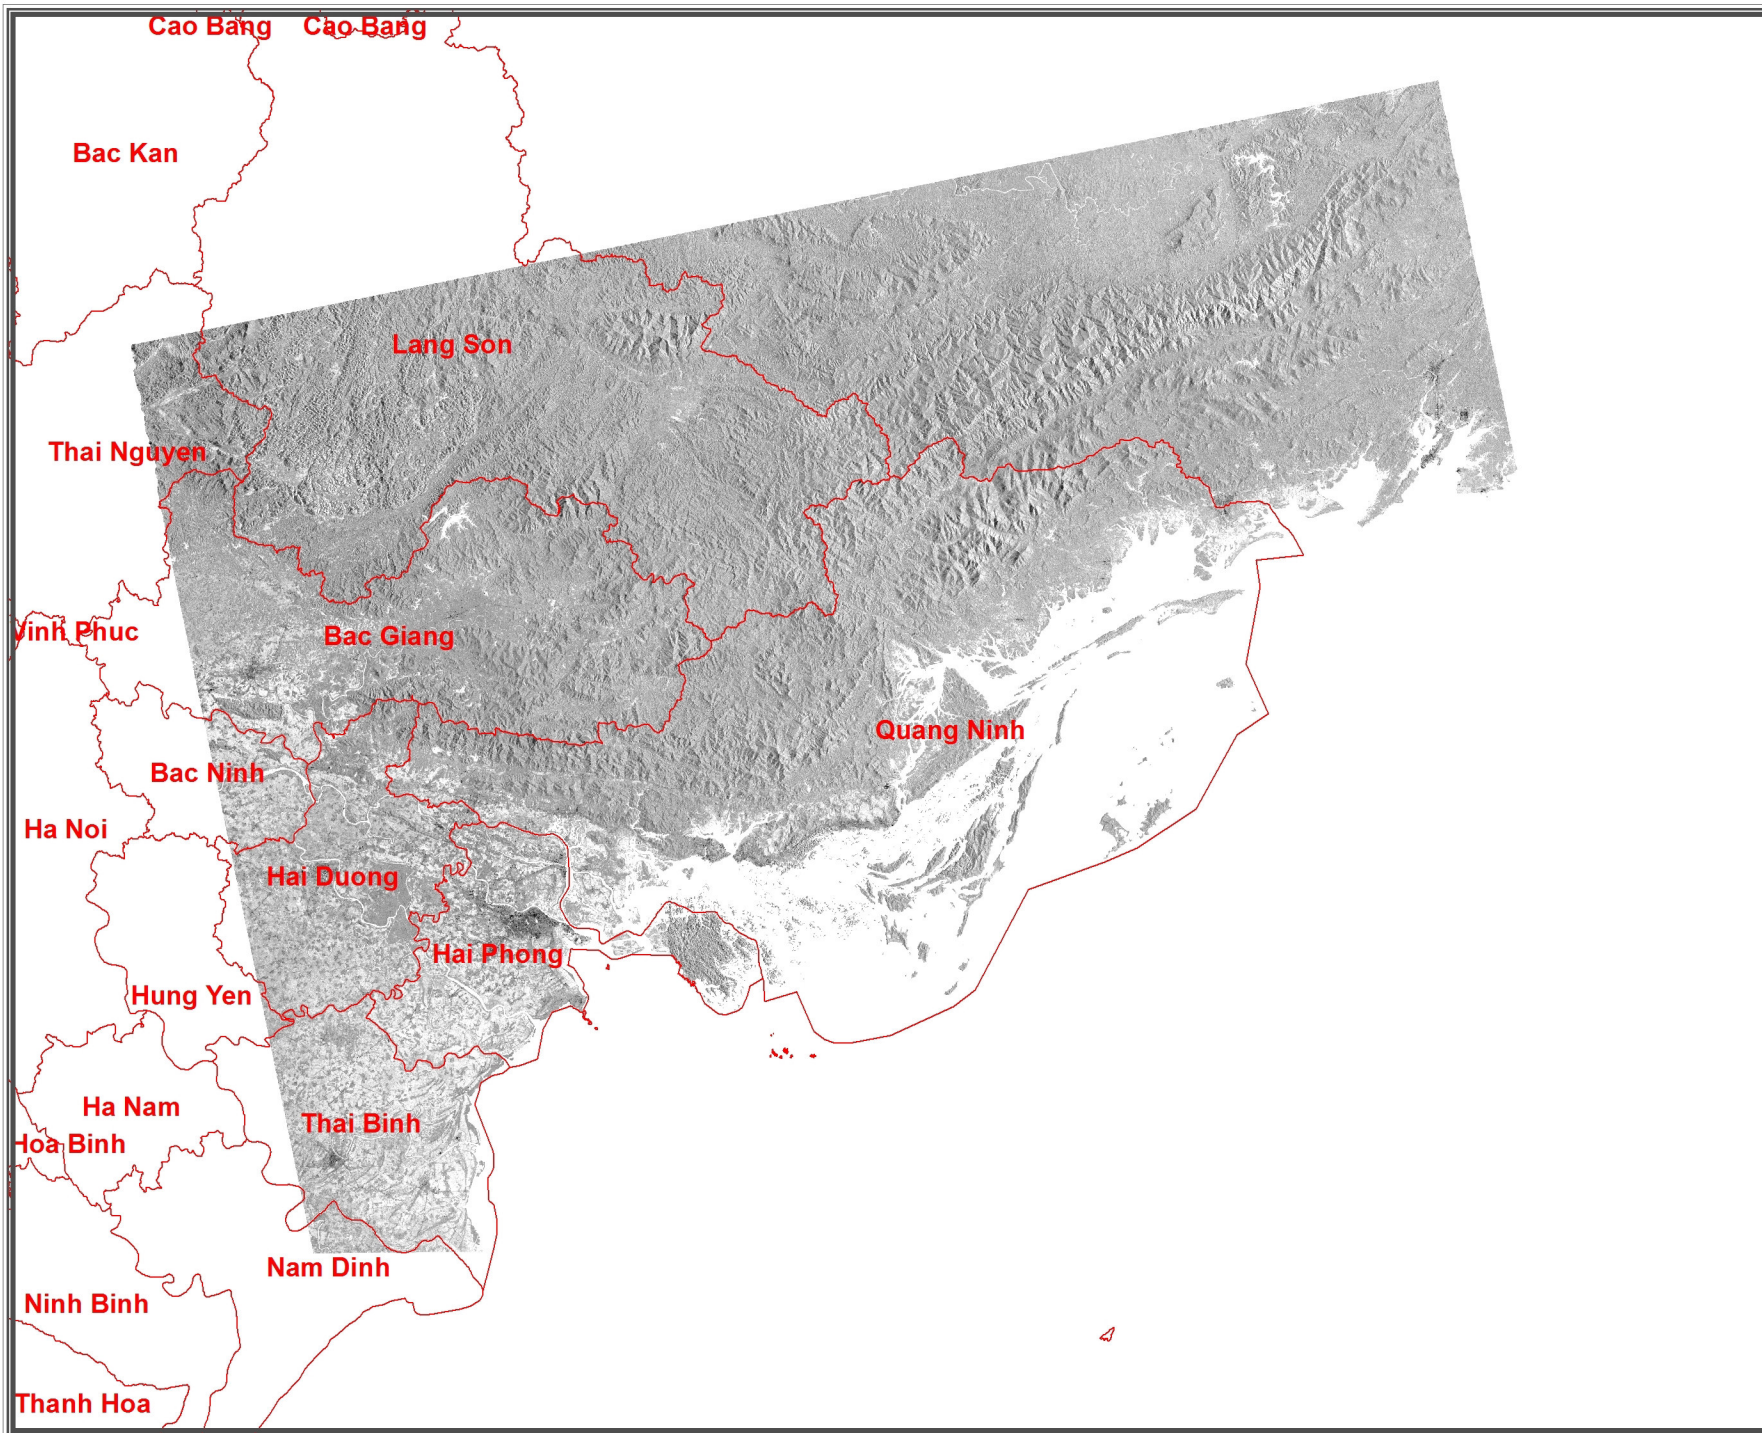 Cao Bang
Cao Bang
Bac Kan
Lang Son
Thai Nguyen
Vinh Phuc
Bac Giang
Quang Ninh
Bac Ninh
Ha Noi
Hai Duong
Hai Phong
Hung Yen
Ha Nam
Thai Binh
Hoa Binh
Nam Dinh
Ninh Binh
Thanh Hoa